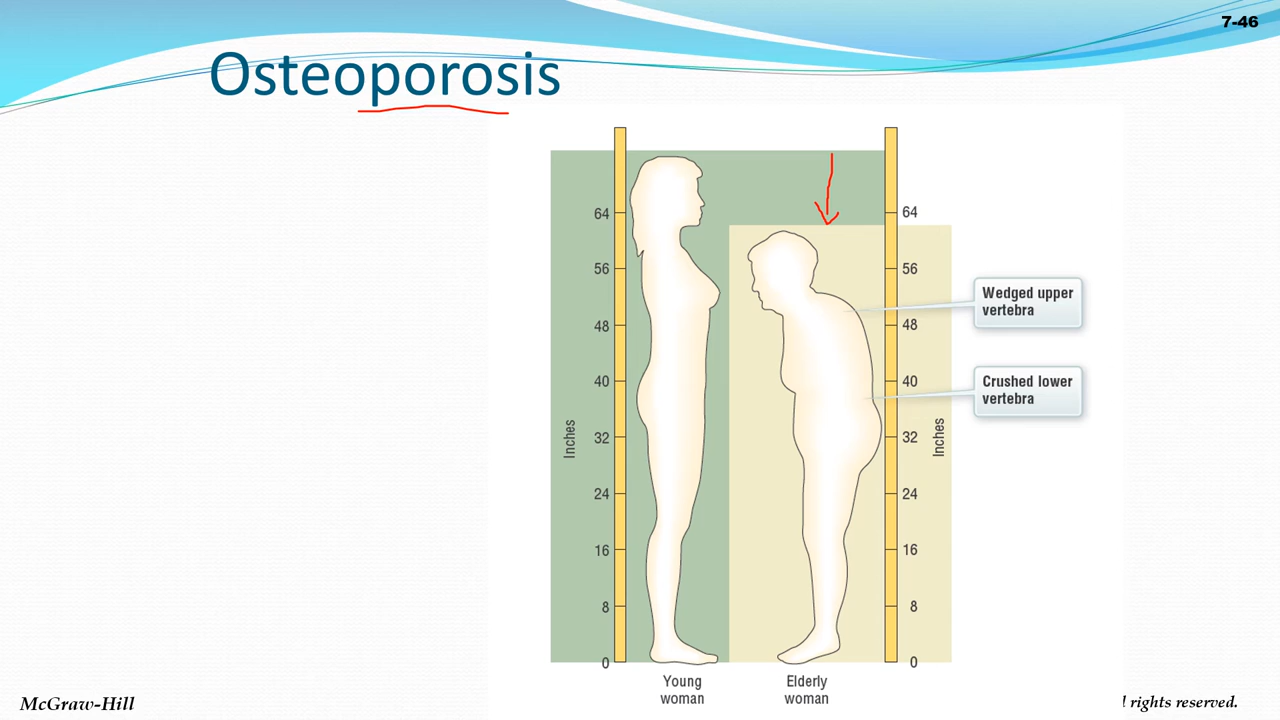 7-46
Osteoporosis
64
56
48
40
32
24
16
8
0
Inches
64
56
48
40
32
24
16
8
0
Inches
Wedged upper
vertebra
Crushed lower
vertebra
Young
woman
Elderly
woman
McGraw-Hill
rights reserved.